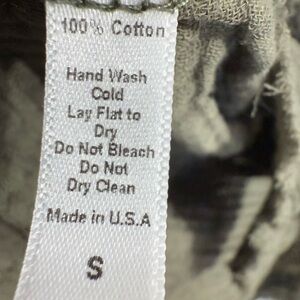 100% Cotton
Hand Wash
Cold
Lay Flat to
Dry
Do Not Bleach
Do Not
Dry Clean
Made in U.S.A
S